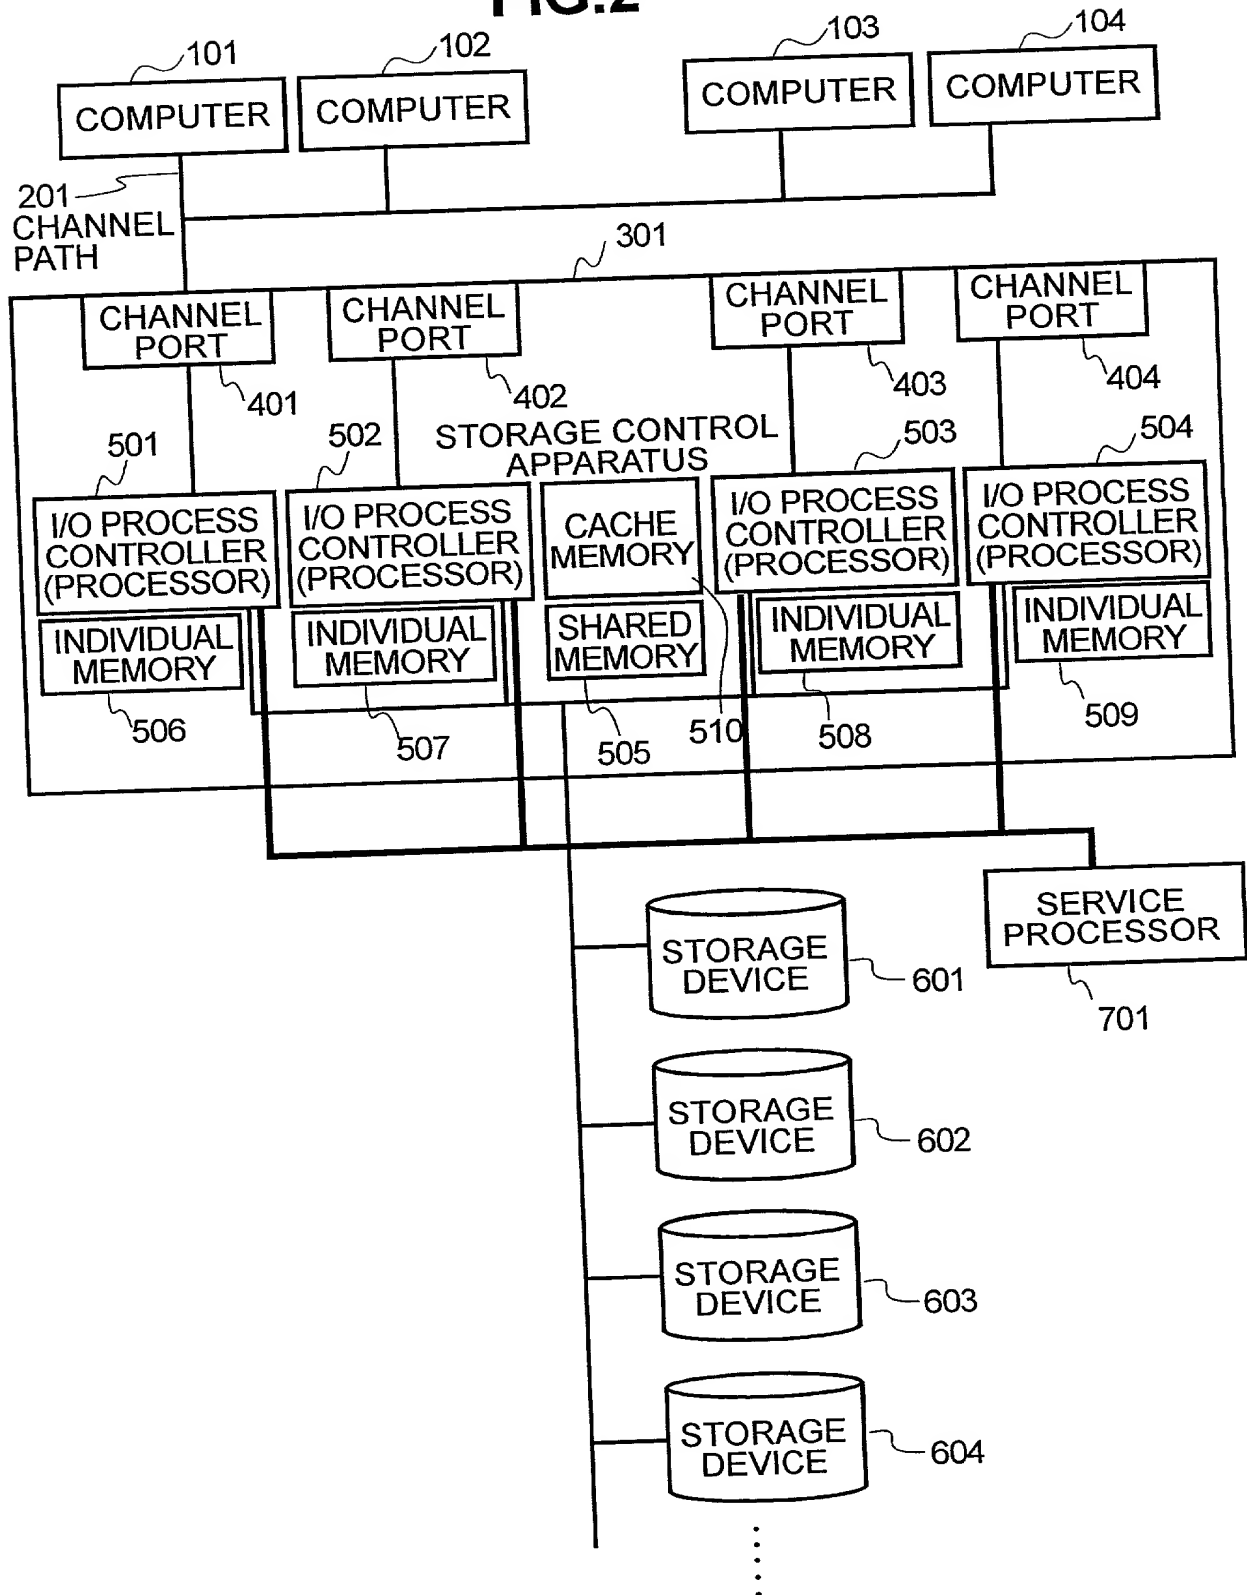 FIG.2
101
102
103
104
COMPUTER
COMPUTER
COMPUTER
COMPUTER
201
CHANNEL
PATH
301
CHANNEL
PORT
CHANNEL
PORT
CHANNEL
PORT
CHANNEL
PORT
401
402
403
404
STORAGE CONTROL
APPARATUS
501
502
503
504
I/O PROCESS
CONTROLLER
(PROCESSOR)
I/O PROCESS
CONTROLLER
(PROCESSOR)
CACHE
MEMORY
I/O PROCESS
CONTROLLER
(PROCESSOR)
I/O PROCESS
CONTROLLER
(PROCESSOR)
INDIVIDUAL
MEMORY
INDIVIDUAL
MEMORY
SHARED
MEMORY
INDIVIDUAL
MEMORY
INDIVIDUAL
MEMORY
506
507
505
510
508
509
SERVICE
PROCESSOR
701
STORAGE
DEVICE
601
STORAGE
DEVICE
602
STORAGE
DEVICE
603
STORAGE
DEVICE
604